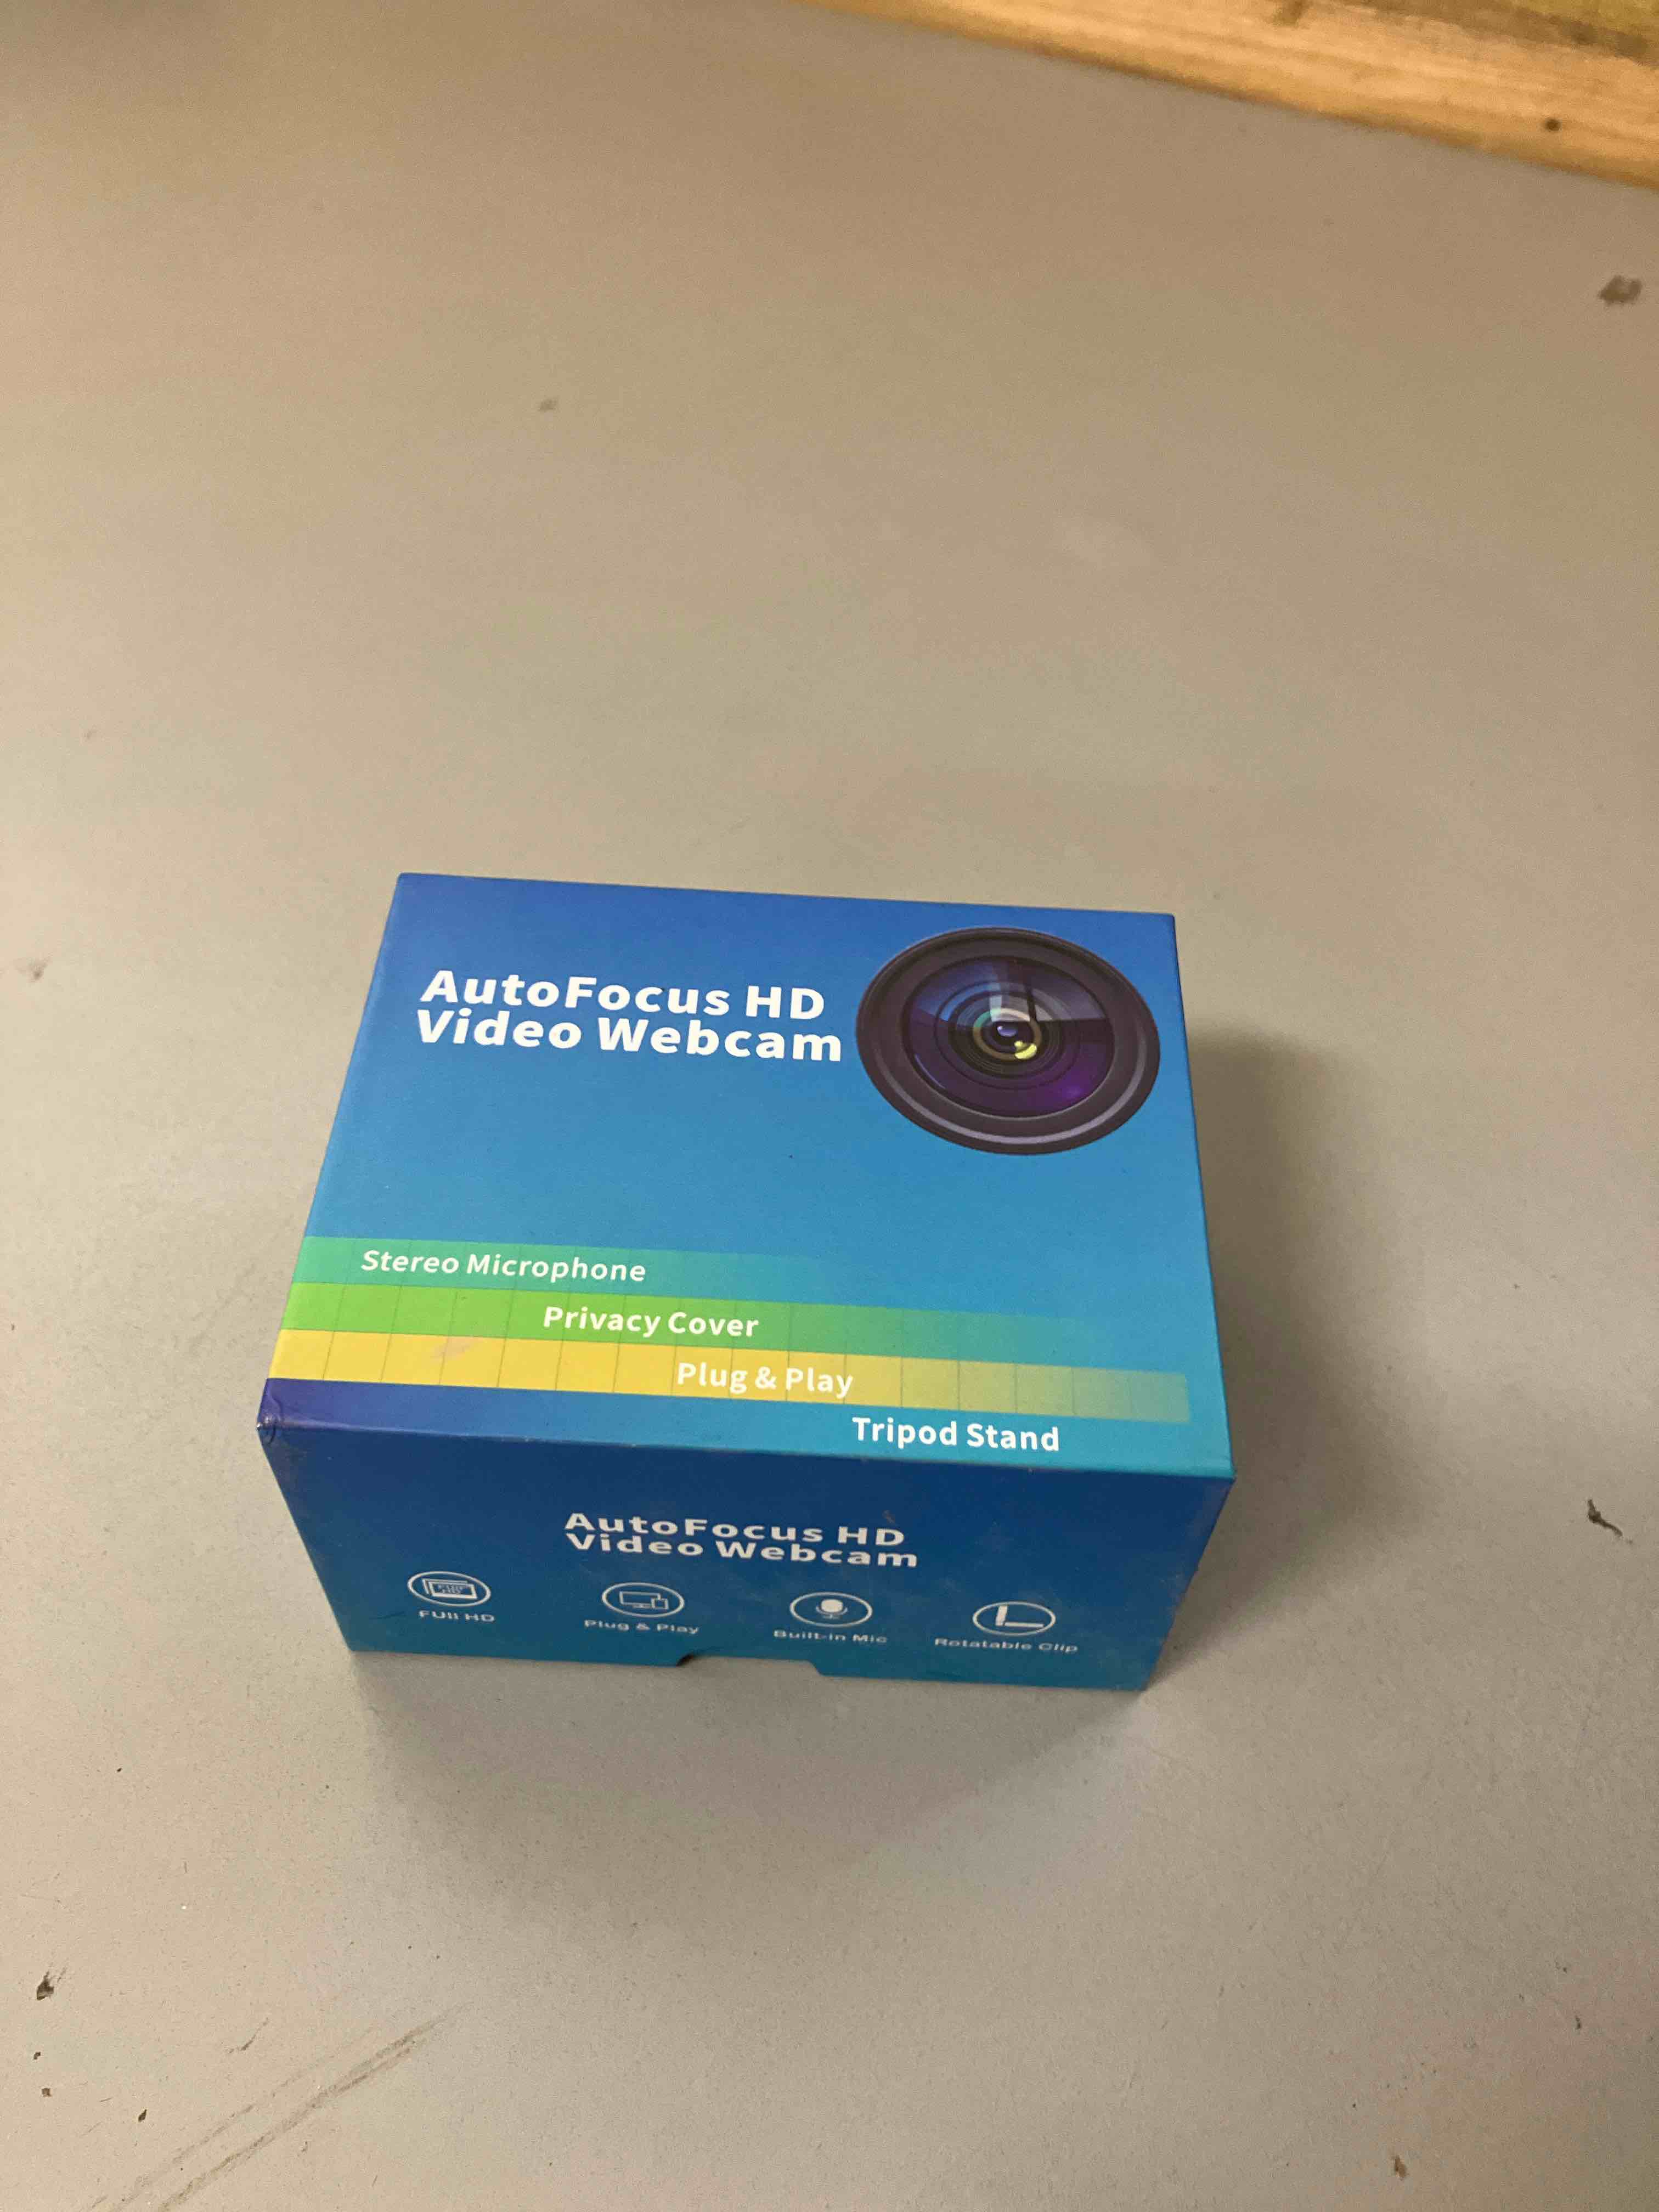 AutoFocus HD
Video Webcam
Stereo Microphone
Privacy Cover
Plug & Play
Tripod Stand
AutoFocus HD
Video Webcam
FUll HD
Plug & Play
Built-in Mic
Rotatable Clip